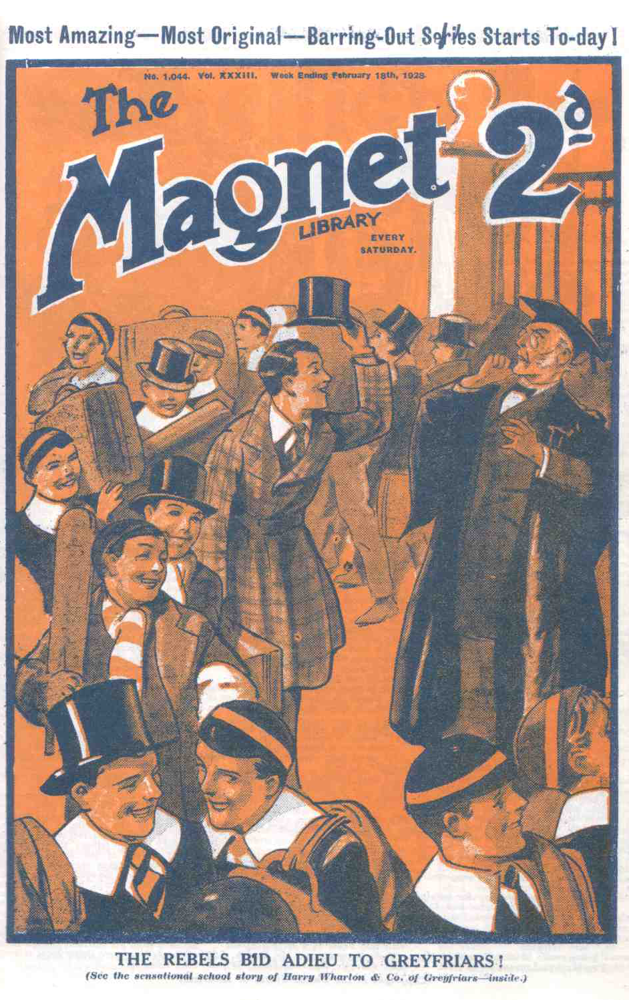 Most Amazing—Most Original—Barring-Out Series Starts To-day!
No. 1,044. Vol. XXXIII. Week Ending February 18th, 1928.
The
Magnet 2d
LIBRARY
EVERY
SATURDAY.
THE REBELS BID ADIEU TO GREYFRIARS!
(See the sensational school story of Harry Wharton & Co. of Greyfriars—inside.)